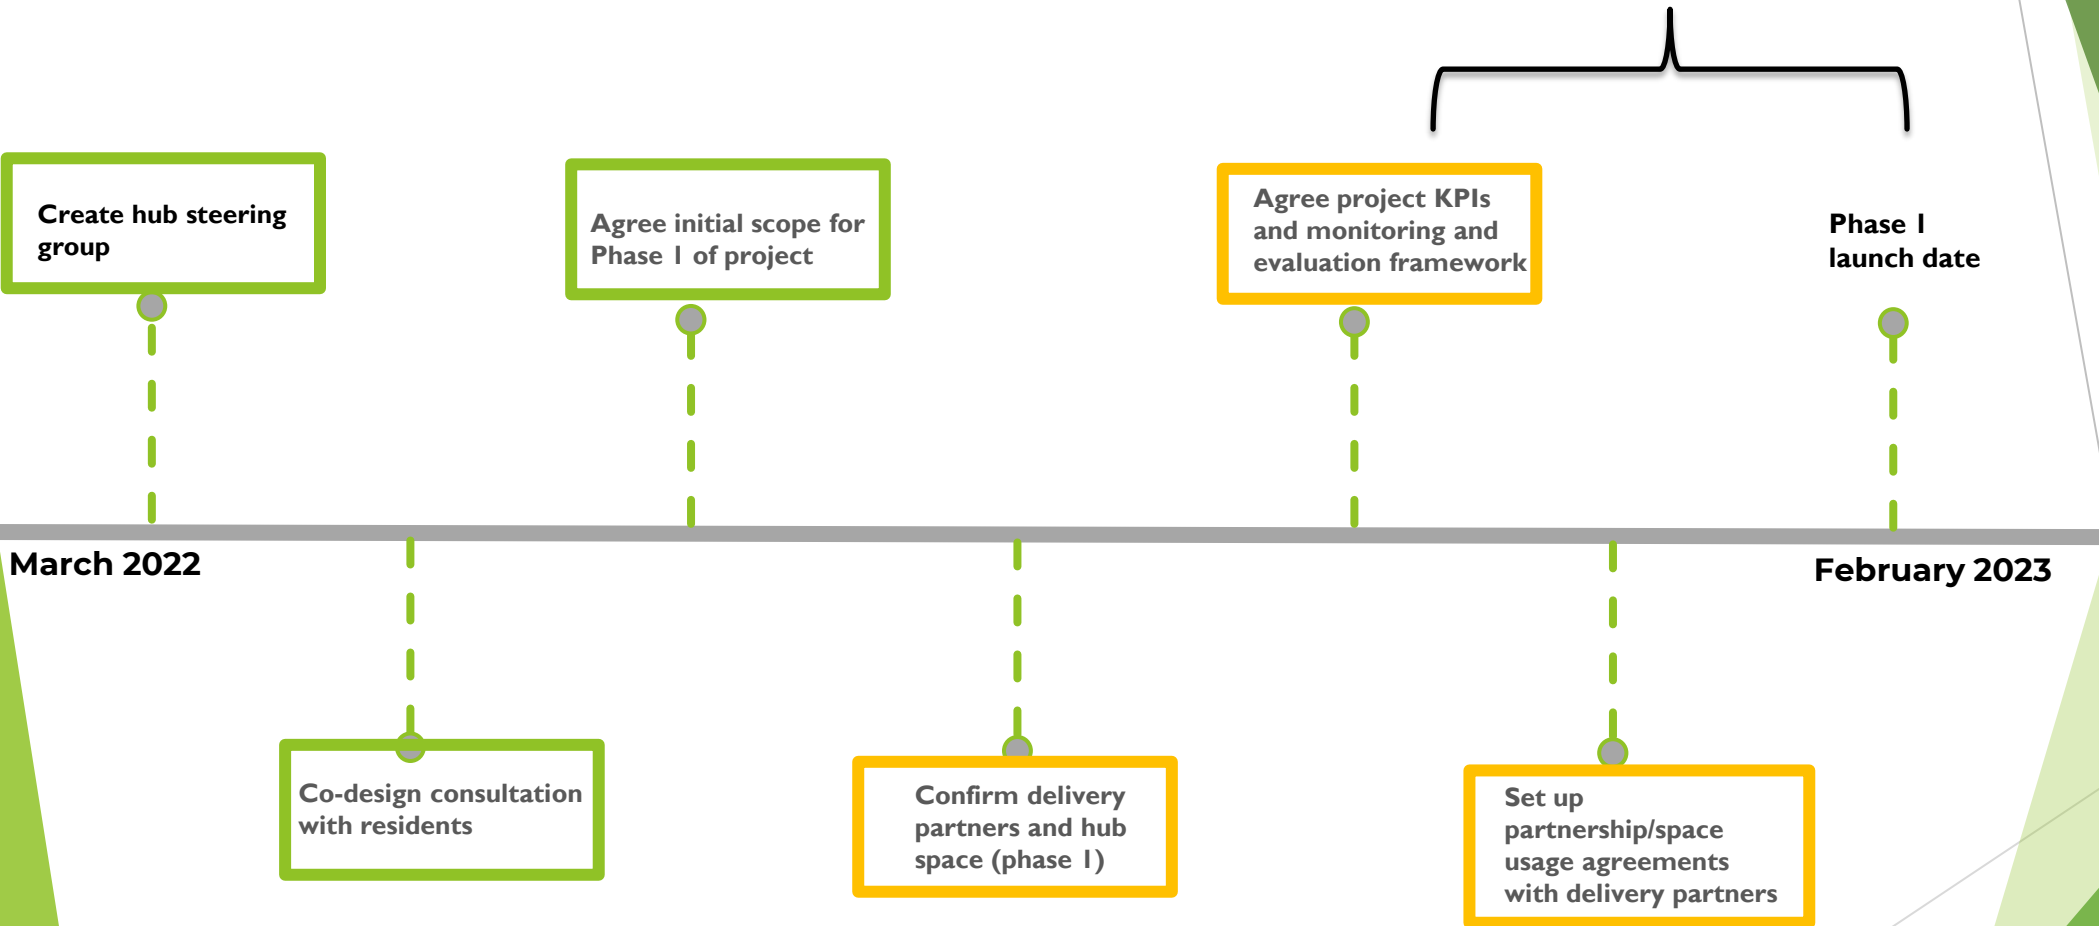 Create hub steering
group
Agree initial scope for
Phase 1 of project
Agree project KPIs
and monitoring and
evaluation framework
Phase 1
launch date
March 2022
February 2023
Co-design consultation
with residents
Confirm delivery
partners and hub
space (phase 1)
Set up
partnership/space
usage agreements
with delivery partners